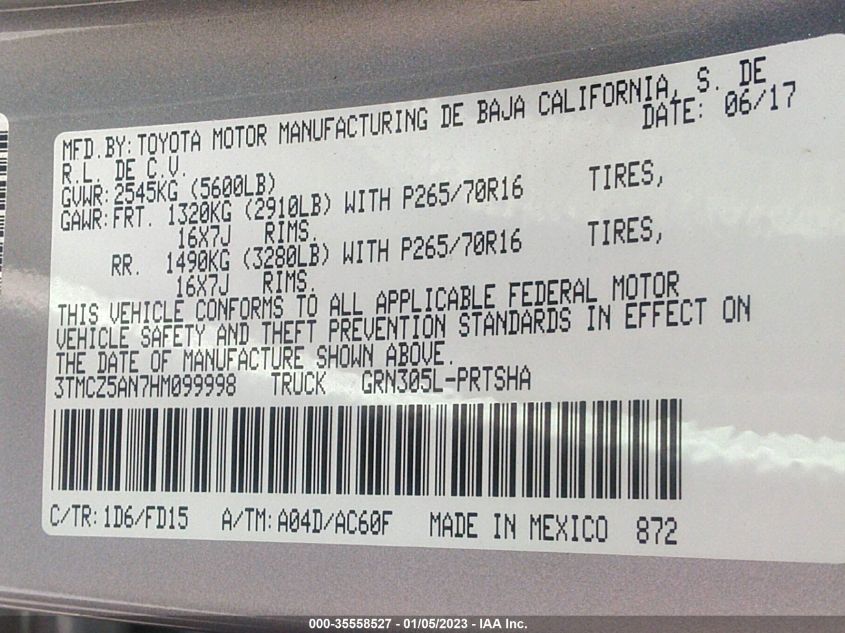 MFD.BY: TOYOTA MOTOR MANUFACTURING DE BAJA CALIFORNIA, S. DE
R.L. DE C.V. DATE: 06/17
GVWR: 2545KG (5600LB)
GAWR: FRT. 1320KG (2910LB) WITH P265/70R16 TIRES,
16X7J RIMS.
RR. 1490KG (3280LB) WITH P265/70R16 TIRES,
16X7J RIMS.
THIS VEHICLE CONFORMS TO ALL APPLICABLE FEDERAL MOTOR
VEHICLE SAFETY AND THEFT PREVENTION STANDARDS IN EFFECT ON
THE DATE OF MANUFACTURE SHOWN ABOVE.
3TMCZ5AN7HM099998 TRUCK GRN305L-PRTSHA
C/TR: 1D6/FD15 A/TM: A04D/AC60F MADE IN MEXICO 872
000-35558527 - 01/05/2023 - IAA Inc.